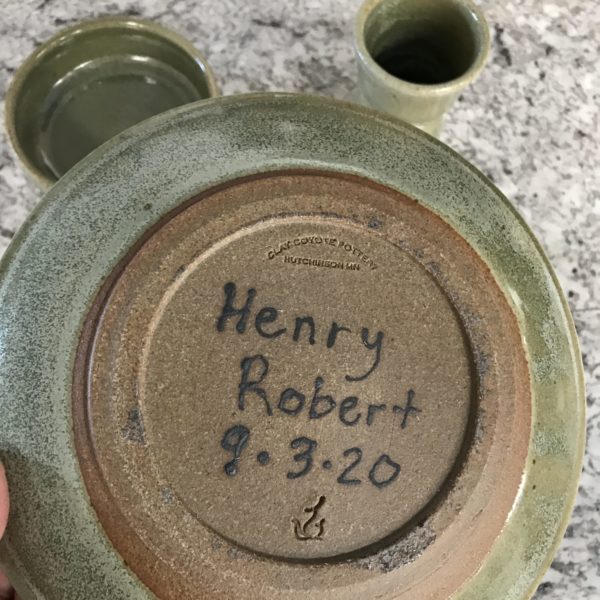 CLAY COYOTE POTTERY
HUTCHINSON MN
Henry
Robert
9.3.20